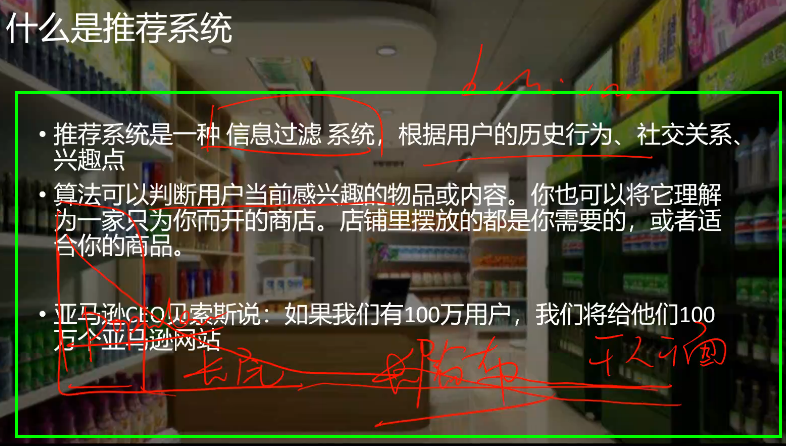 什么是推荐系统
• 推荐系统是一种 信息过滤 系统，根据用户的历史行为、社交关系、
兴趣点
• 算法可以判断用户当前感兴趣的物品或内容。你也可以将它理解
为一家只为你而开的商店。店铺里摆放的都是你需要的，或者适
合你的商品。
• 亚马逊CEO贝索斯说：如果我们有100万用户，我们将给他们100
万个亚马逊网站
长尾
千人千面